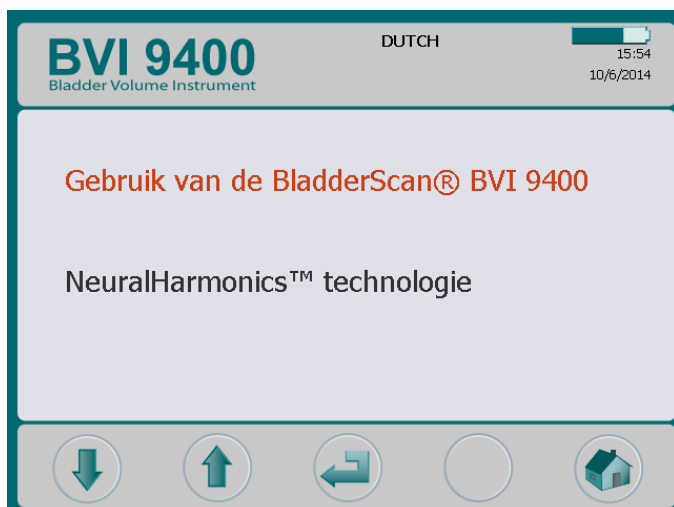 BVI 9400
Bladder Volume Instrument
DUTCH
15:54
10/6/2014
Gebruik van de BladderScan® BVI 9400
NeuralHarmonics™ technologie